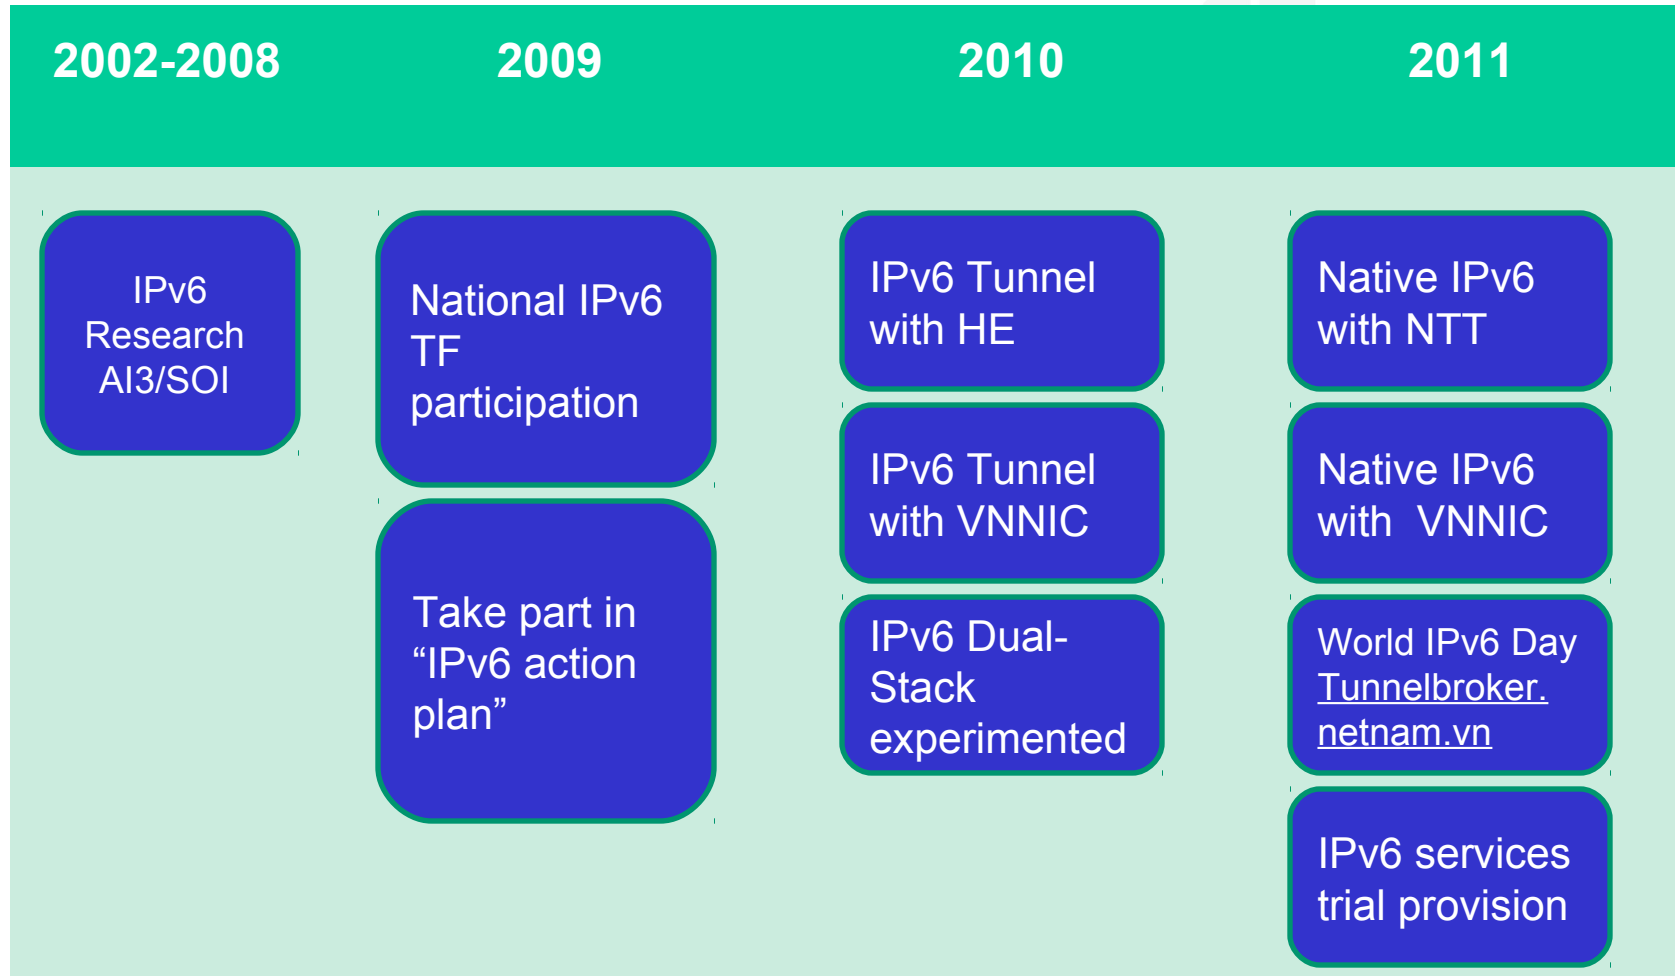 2002-2008 2009 2010 2011
IPv6
Research
AI3/SOI
National IPv6
TF
participation
Take part in
“IPv6 action
plan”
IPv6 Tunnel
with HE
IPv6 Tunnel
with VNNIC
IPv6 Dual-
Stack
experimented
Native IPv6
with NTT
Native IPv6
with VNNIC
World IPv6 Day
Tunnelbroker.
netnam.vn
IPv6 services
trial provision